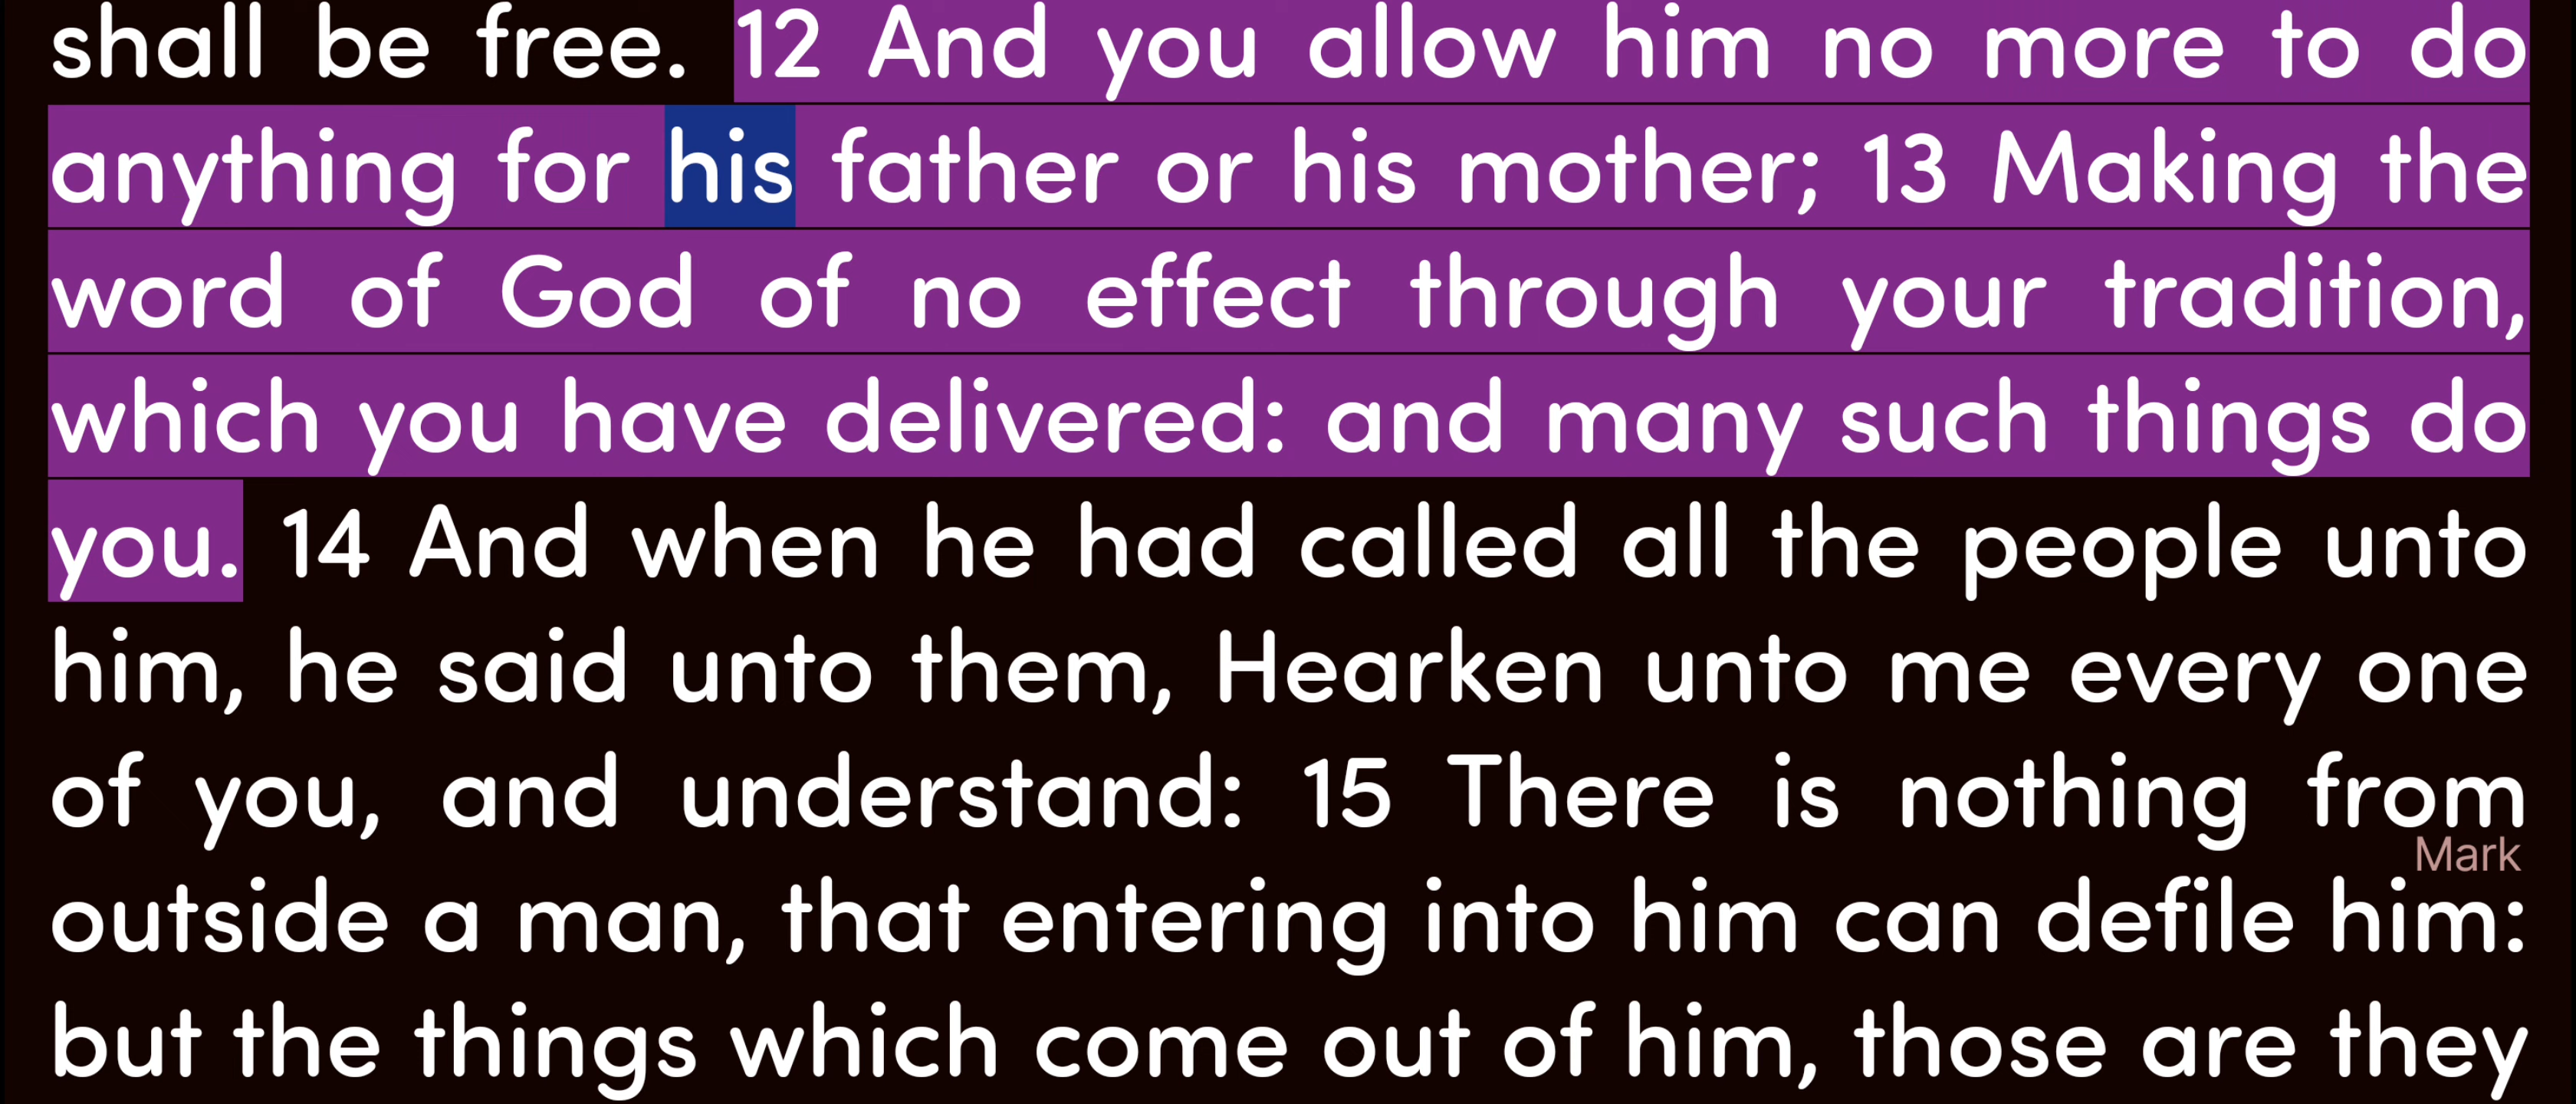 shall be free. 12 And you allow him no more to do
anything for his father or his mother; 13 Making the
word of God of no effect through your tradition,
which you have delivered: and many such things do
you. 14 And when he had called all the people unto
him, he said unto them, Hearken unto me every one
of you, and understand: 15 There is nothing from
Mark
outside a man, that entering into him can defile him:
but the things which come out of him, those are they